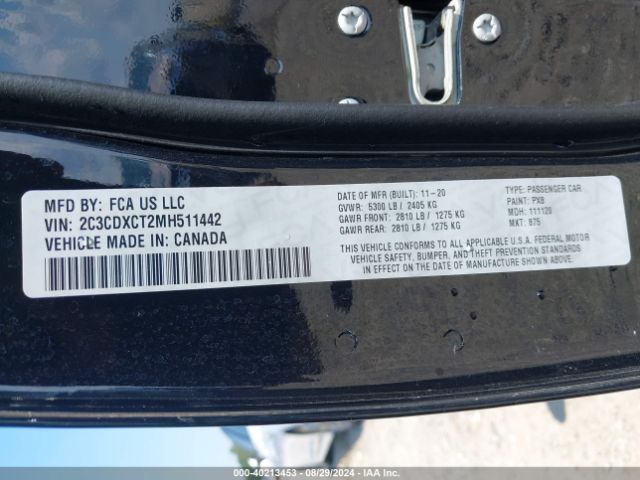 MFD BY: FCA US LLC
VIN: 2C3CDXCT2MH511442
VEHICLE MADE IN: CANADA
DATE OF MFR (BUILT): 11-20
GVWR: 5300 LB / 2405 KG
GAWR FRONT: 2810 LB / 1275 KG
GAWR REAR: 2810 LB / 1275 KG
TYPE: PASSENGER CAR
PAINT: PX8
MDH: 111120
MKT: 875
THIS VEHICLE CONFORMS TO ALL APPLICABLE U.S.A. FEDERAL MOTOR
VEHICLE SAFETY, BUMPER, AND THEFT PREVENTION STANDARDS
IN EFFECT ON THE DATE OF MANUFACTURE SHOWN ABOVE.
000-40213453 - 08/29/2024 - IAA Inc.